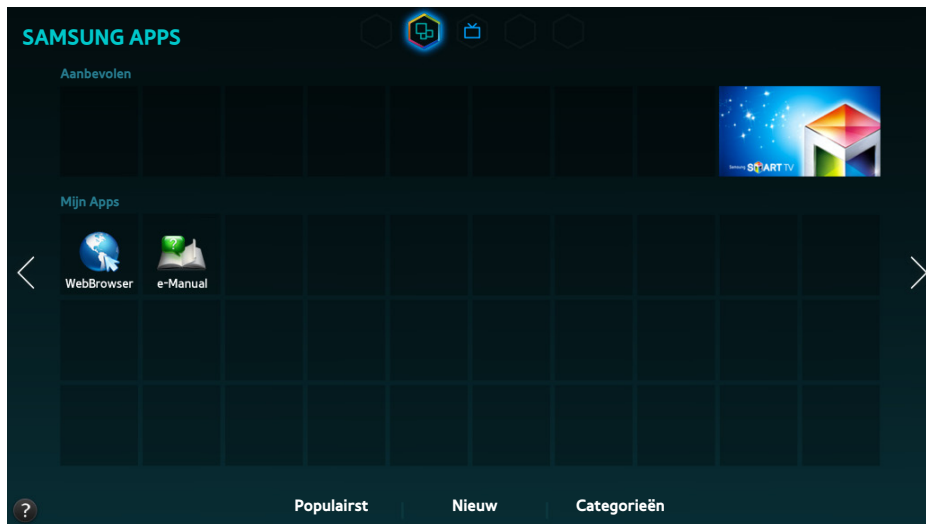 SAMSUNG APPS
Aanbevolen
Samsung SMART TV
Mijn Apps
?
WebBrowser
e-Manual
Populairst
Nieuw
Categorieën
?